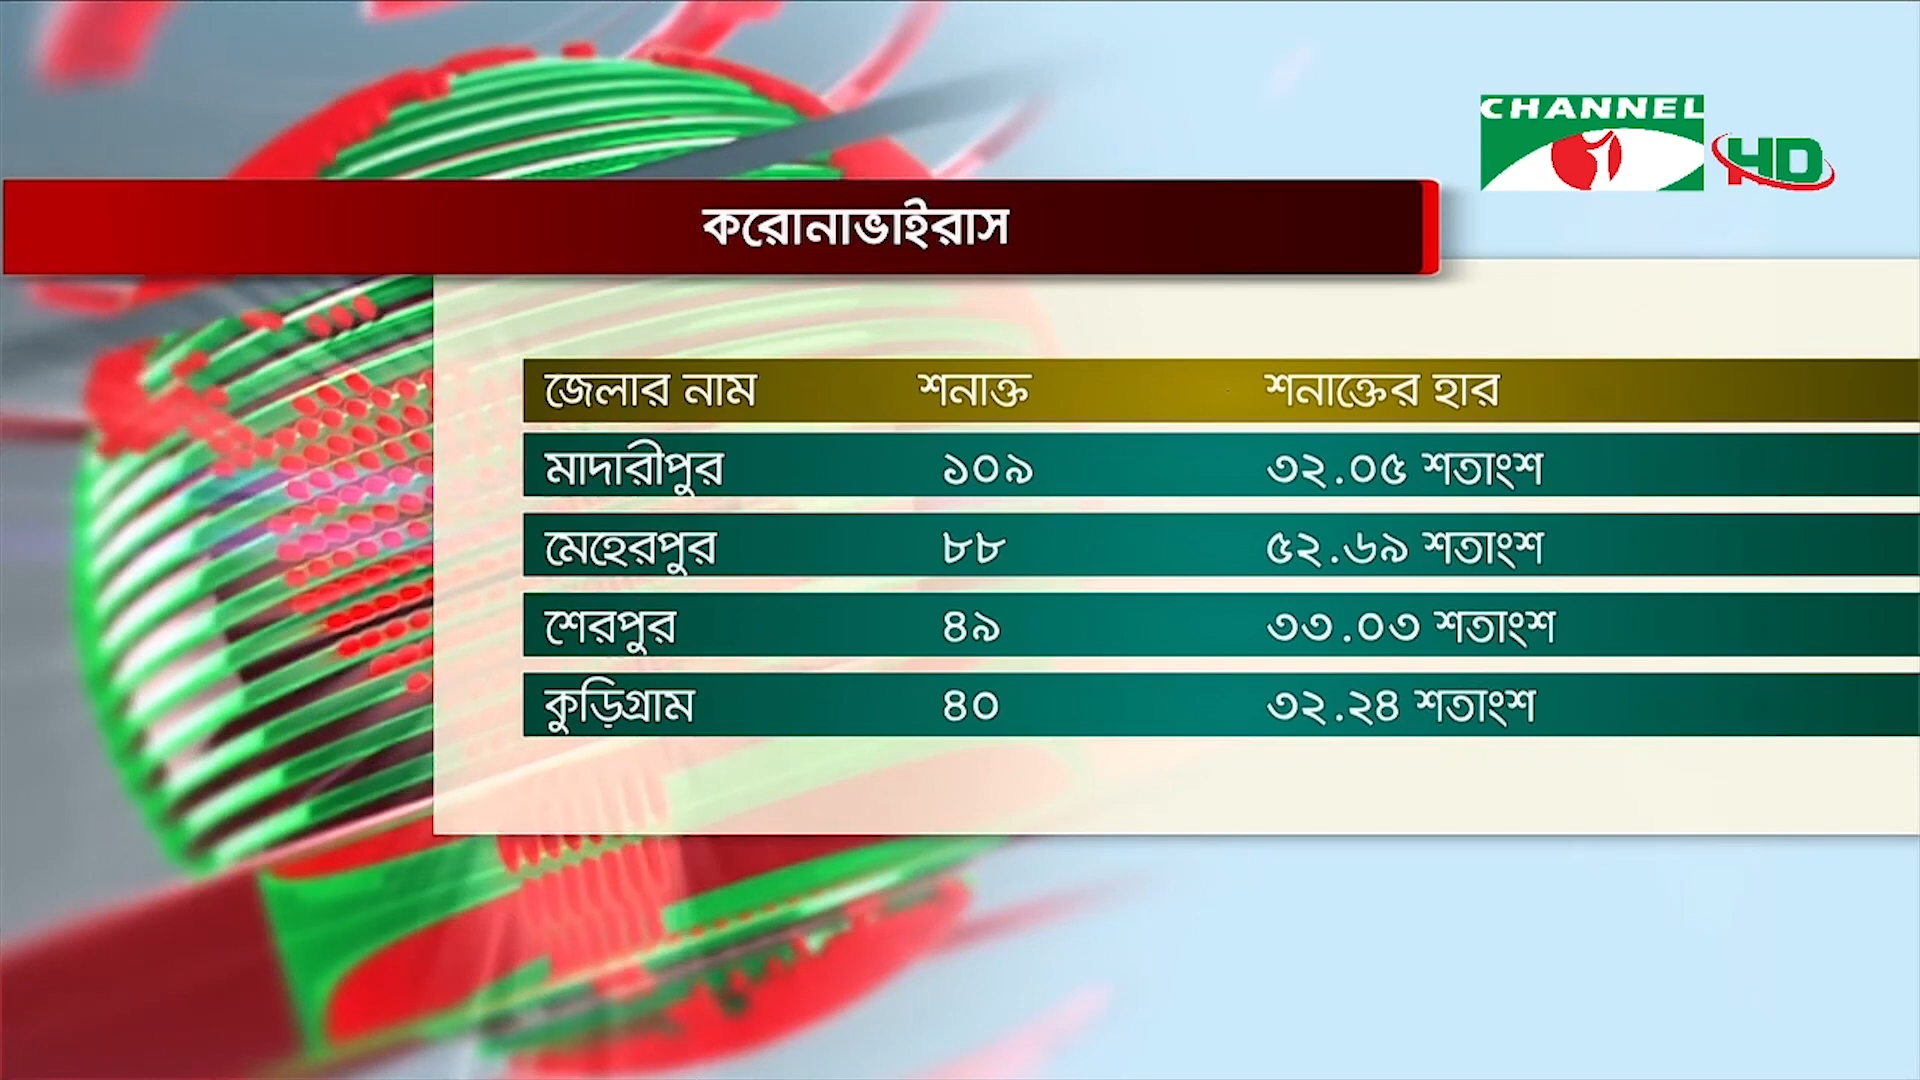 CHANNEL
HD
করোনাভাইরাস
জেলার নাম শনাক্ত শনাক্তের হার
মাদারীপুর ১০৯ ৩২.০৫ শতাংশ
মেহেরপুর ৮৮ ৫২.৬৯ শতাংশ
শেরপুর ৪৯ ৩৩.০৩ শতাংশ
কুড়িগ্রাম ৪০ ৩২.২৪ শতাংশ